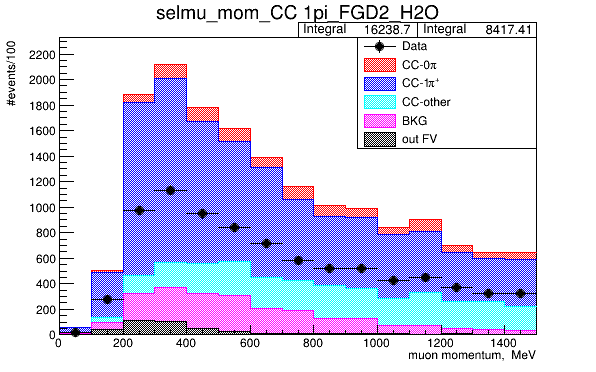 selmu_mom_CC 1pi_FGD2_H2O
Integral 16238.7 Integral 8417.41
#events/100
Data
CC-0π
CC-1π⁺
CC-other
BKG
out FV
2200
2000
1800
1600
1400
1200
1000
800
600
400
200
0
0 200 400 600 800 1000 1200 1400
muon momentum, MeV